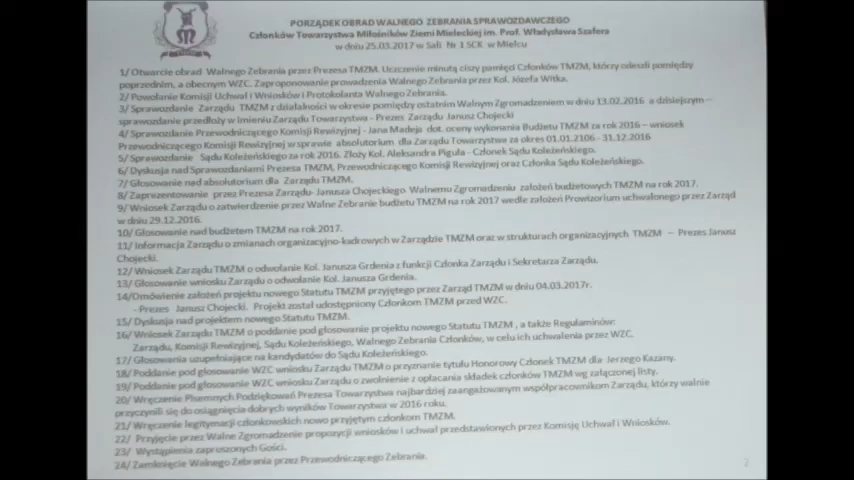 PORZĄDEK OBRAD WALNEGO ZEBRANIA SPRAWOZDAWCZEGO
Członków Towarzystwa Miłośników Ziemi Mieleckiej im. Prof. Władysława Szafera
w dniu 25.03.2017 w Sali Nr 1 SCK w Mielcu
1/ Otwarcie obrad Walnego Zebrania przez Prezesa TMZM. Uczczenie minutą ciszy pamięci Członków TMZM, którzy odeszli pomiędzy
poprzednim, a obecnym WZC. Zaproponowanie prowadzenia Walnego Zebrania przez Kol. Józefa Witka.
2/ Powołanie Komisji Uchwał i Wniosków i Protokolanta Walnego Zebrania.
3/ Sprawozdanie Zarządu TMZM z działalności w okresie pomiędzy ostatnim Walnym Zgromadzeniem w dniu 13.02.2016 a dzisiejszym –
sprawozdanie przedłoży w imieniu Zarządu Towarzystwa - Prezes Zarządu Janusz Chojecki
4/ Sprawozdanie Przewodniczącego Komisji Rewizyjnej - Jana Madeja dot. oceny wykonania Budżetu TMZM za rok 2016 – wniosek
Przewodniczącego Komisji Rewizyjnej w sprawie absolutorium dla Zarządu Towarzystwa za okres 01.01.2106 - 31.12.2016
5/ Sprawozdanie Sądu Koleżeńskiego za rok 2016. Złoży Kol. Aleksandra Piguła - Członek Sądu Koleżeńskiego.
6/ Dyskusja nad Sprawozdaniami Prezesa TMZM, Przewodniczącego Komisji Rewizyjnej oraz Członka Sądu Koleżeńskiego.
7/ Głosowanie nad absolutorium dla Zarządu TMZM.
8/ Zaprezentowanie przez Prezesa Zarządu- Janusza Chojeckiego Walnemu Zgromadzeniu założeń budżetowych TMZM na rok 2017.
9/ Wniosek Zarządu o zatwierdzenie przez Walne Zebranie budżetu TMZM na rok 2017 wedle założeń Prowizorium uchwalonego przez Zarząd
w dniu 29.12.2016.
10/ Głosowanie nad budżetem TMZM na rok 2017.
11/ Informacja Zarządu o zmianach organizacyjno-kadrowych w Zarządzie TMZM oraz w strukturach organizacyjnych TMZM – Prezes Janusz
Chojecki.
12/ Wniosek Zarządu TMZM o odwołanie Kol. Janusza Grdenia z funkcji Członka Zarządu i Sekretarza Zarządu.
13/ Głosowanie wniosku Zarządu o odwołanie Kol. Janusza Grdenia.
14/Omówienie założeń projektu nowego Statutu TMZM przyjętego przez Zarząd TMZM w dniu 04.03.2017r.
- Prezes Janusz Chojecki. Projekt został udostępniony Członkom TMZM przed WZC.
15/ Dyskusja nad projektem nowego Statutu TMZM.
16/ Wniosek Zarządu TMZM o poddanie pod głosowanie projektu nowego Statutu TMZM , a także Regulaminów:
Zarządu, Komisji Rewizyjnej, Sądu Koleżeńskiego, Walnego Zebrania Członków, w celu ich uchwalenia przez WZC.
17/ Głosowania uzupełniające na kandydatów do Sądu Koleżeńskiego.
18/ Poddanie pod głosowanie WZC wniosku Zarządu TMZM o przyznanie tytułu Honorowy Członek TMZM dla Jerzego Kazany.
19/ Poddanie pod głosowanie WZC wniosku Zarządu o zwolnienie z opłacania składek członków TMZM wg załączonej listy.
20/ Wręczenie Pisemnych Podziękowań Prezesa Towarzystwa najbardziej zaangażowanym współpracownikom Zarządu, którzy walnie
przyczynili się do osiągnięcia dobrych wyników Towarzystwa w 2016 roku.
21/ Wręczenie legitymacji członkowskich nowo przyjętym członkom TMZM.
22/ Przyjęcie przez Walne Zgromadzenie propozycji wniosków i uchwał przedstawionych przez Komisję Uchwał i Wniosków.
23/ Wystąpienia zaproszonych Gości.
24/ Zamknięcie Walnego Zebrania przez Przewodniczącego Zebrania.
2